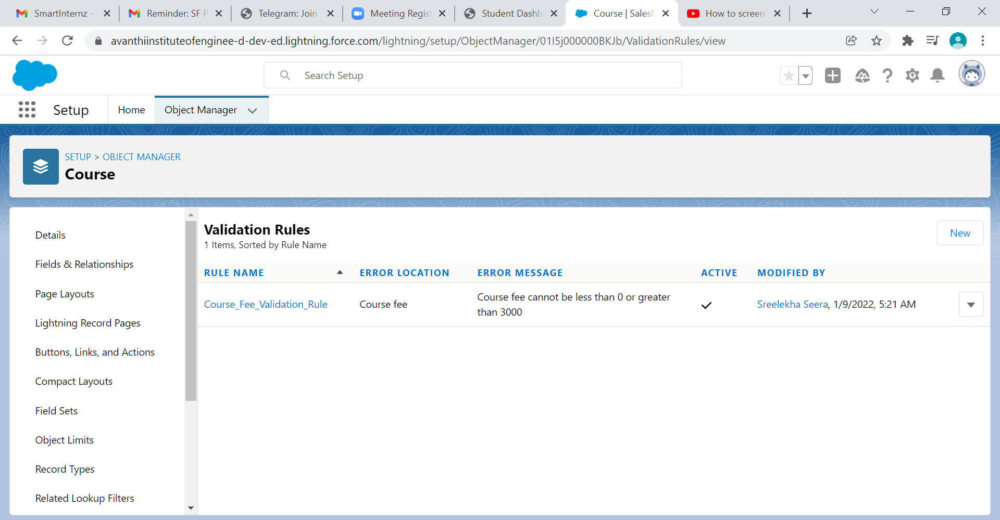 SmartInternz -
Reminder: SF P
Telegram: Join
Meeting Regist
Student Dashb
Course | Salesf
How to screen
avanthiinstituteofenginee-d-dev-ed.lightning.force.com/lightning/setup/ObjectManager/01I5j000000BKJb/ValidationRules/view
Search Setup
Setup
Home
Object Manager
SETUP > OBJECT MANAGER
Course
Details
Fields & Relationships
Page Layouts
Lightning Record Pages
Buttons, Links, and Actions
Compact Layouts
Field Sets
Object Limits
Record Types
Related Lookup Filters
Validation Rules
1 Items, Sorted by Rule Name
New
RULE NAME ERROR LOCATION ERROR MESSAGE ACTIVE MODIFIED BY
Course_Fee_Validation_Rule Course fee Course fee cannot be less than 0 or greater
than 3000
Sreelekha Seera, 1/9/2022, 5:21 AM